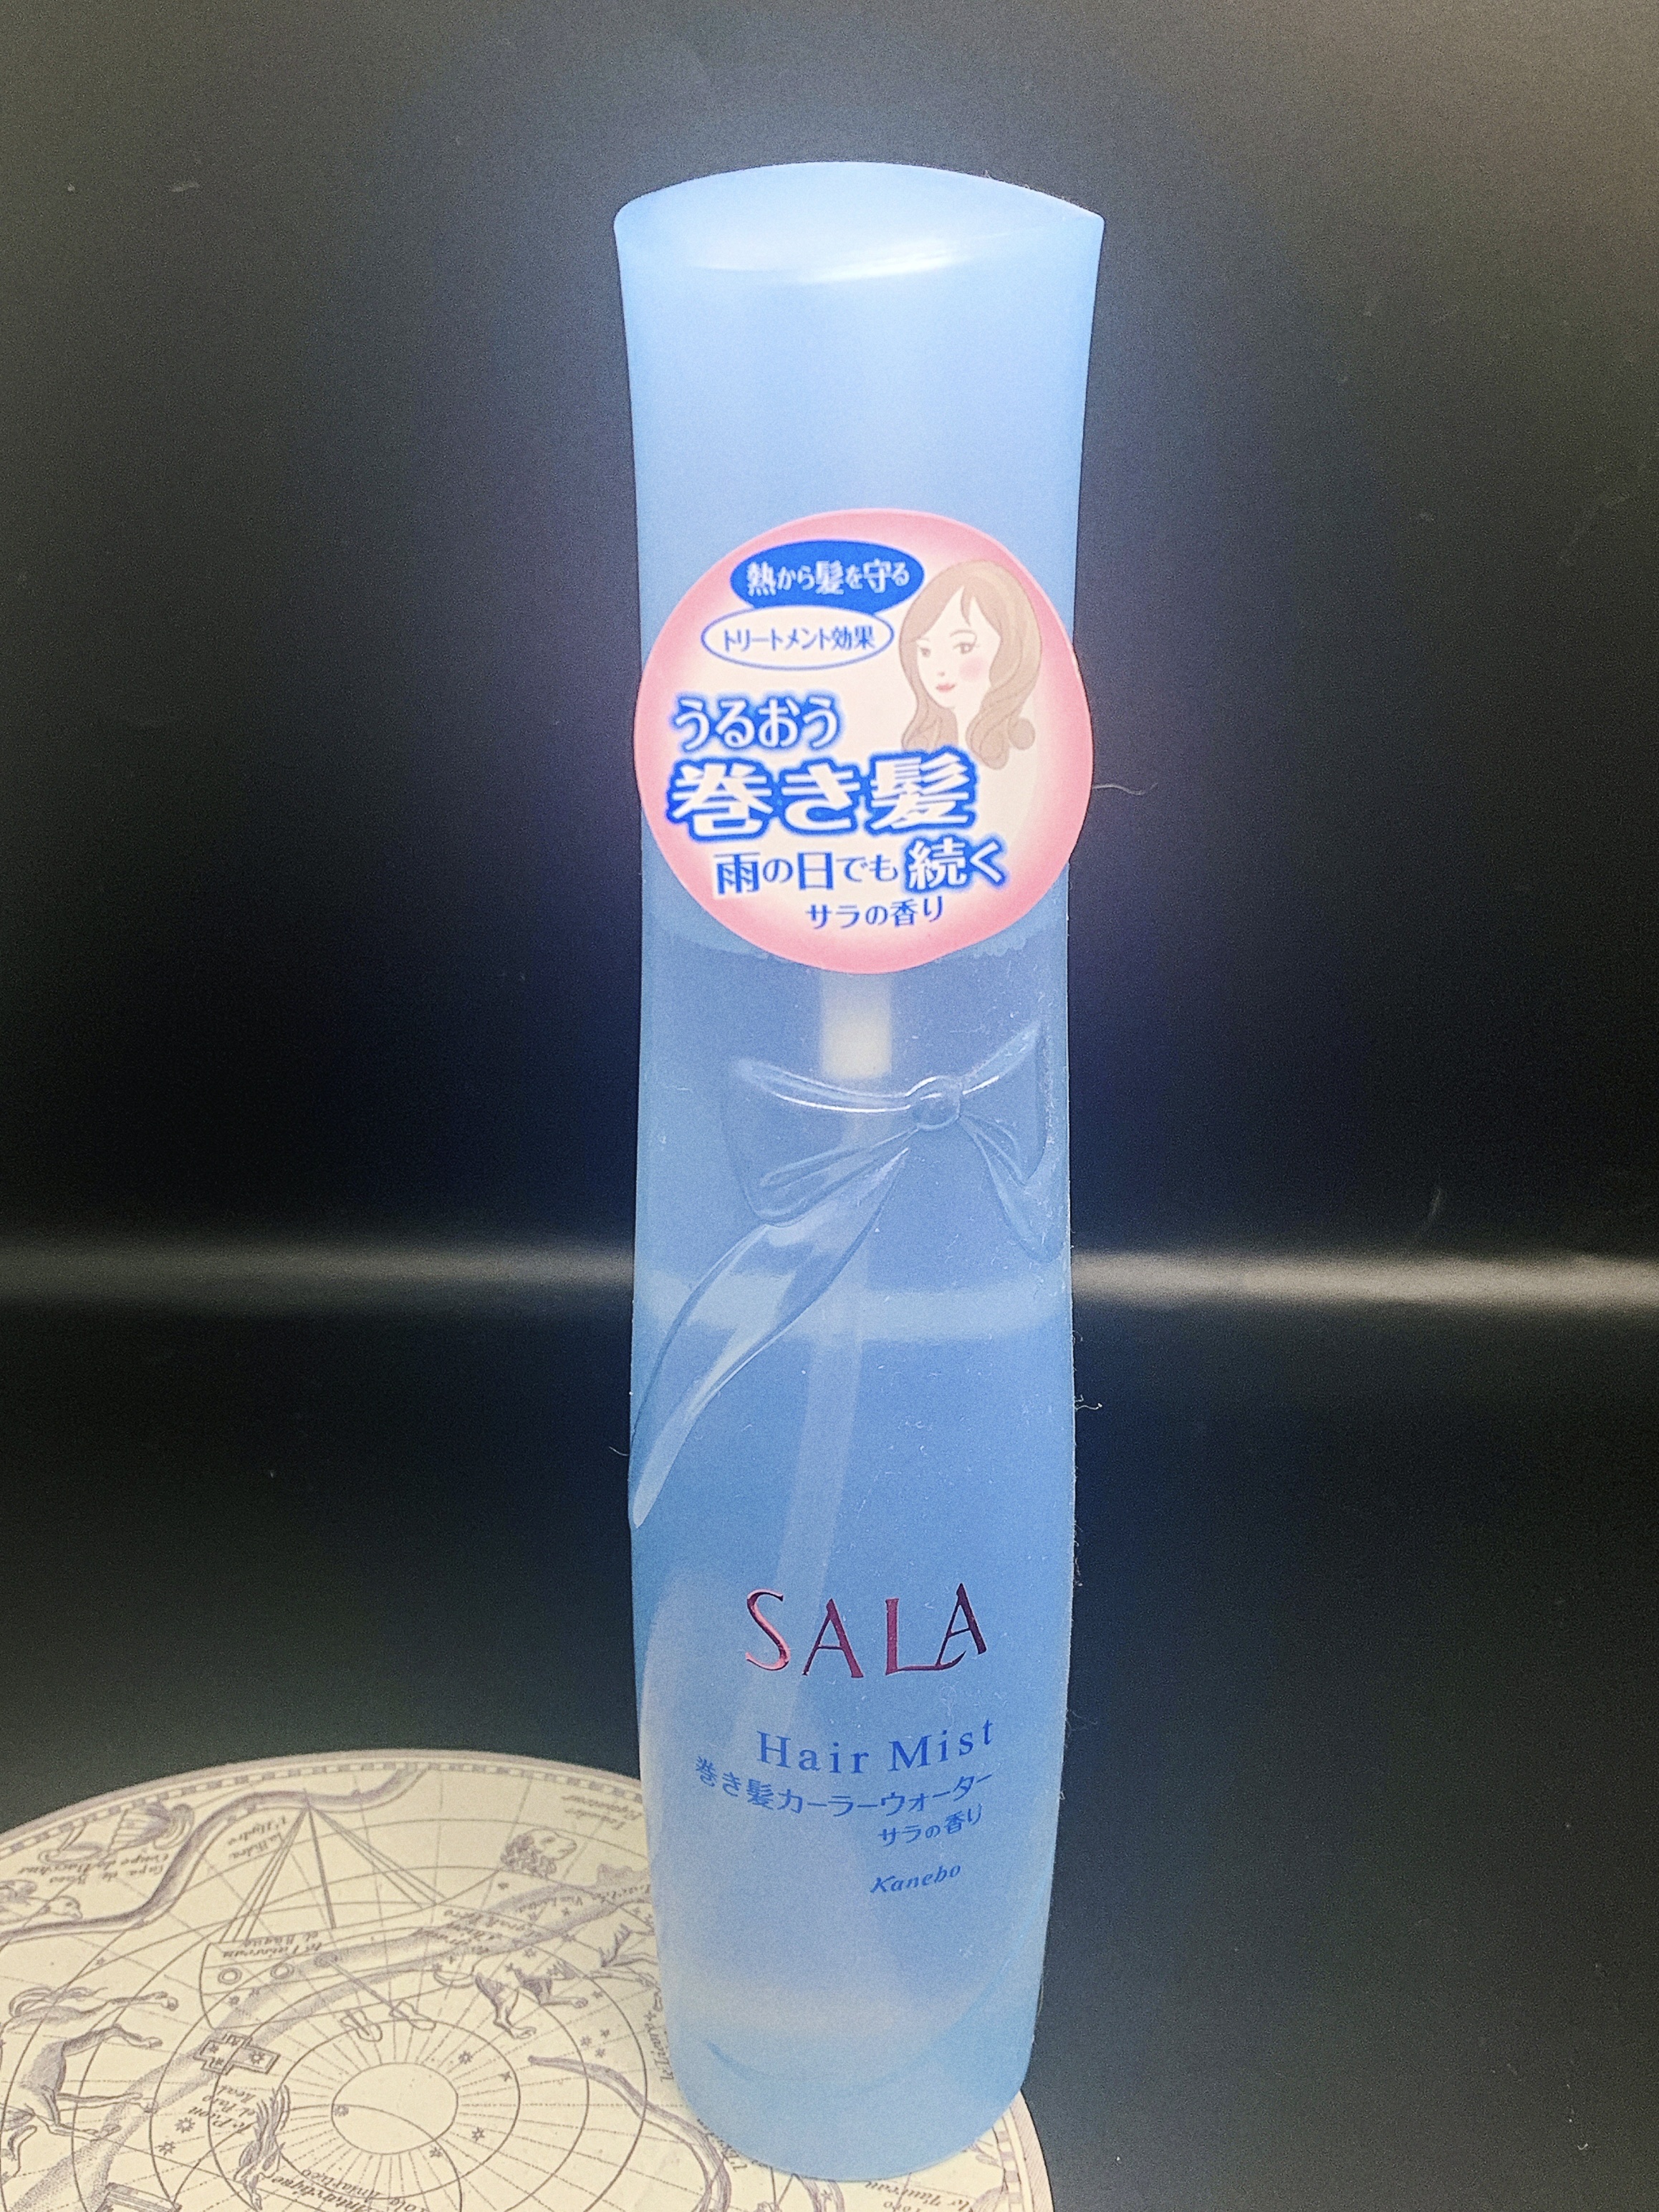 熱から髪を守る
トリートメント効果
うるおう
巻き髪
雨の日でも続く
サラの香り
SALA
Hair Mist
巻き髪カーラーウォーター
サラの香り
Kanebo